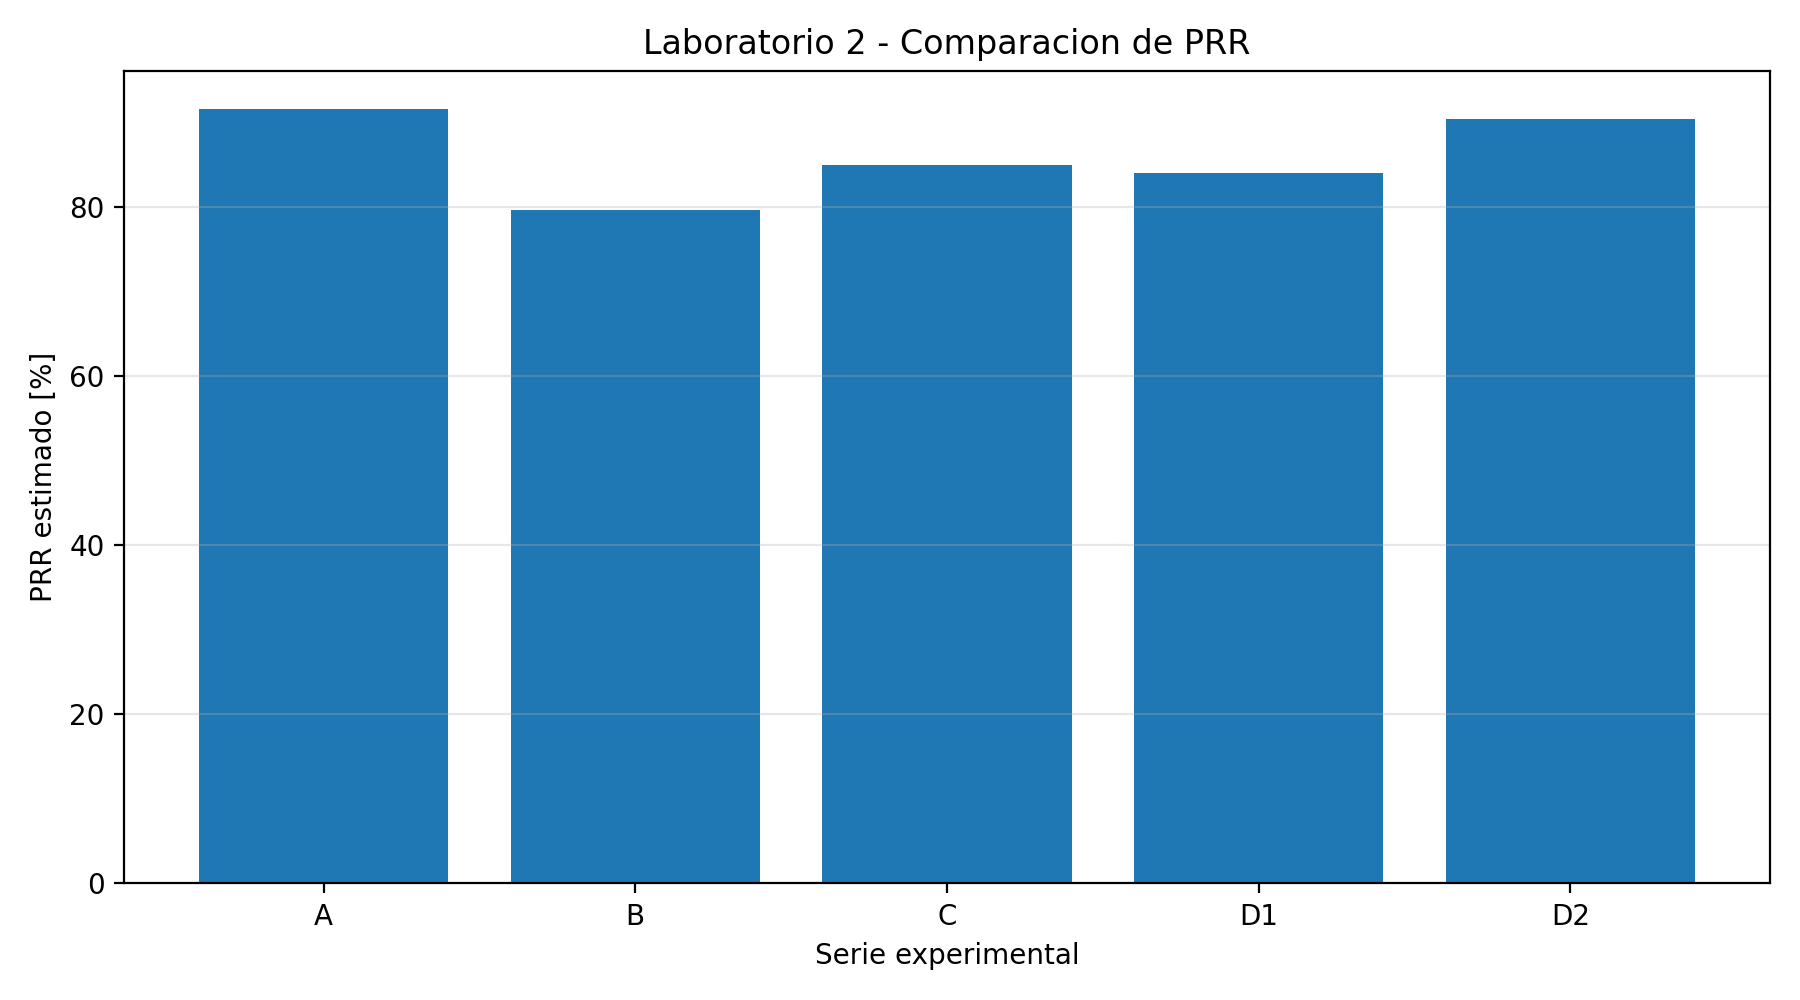 Laboratorio 2 - Comparacion de PRR
PRR estimado [%]
80
60
40
20
0
A B C D1 D2
Serie experimental